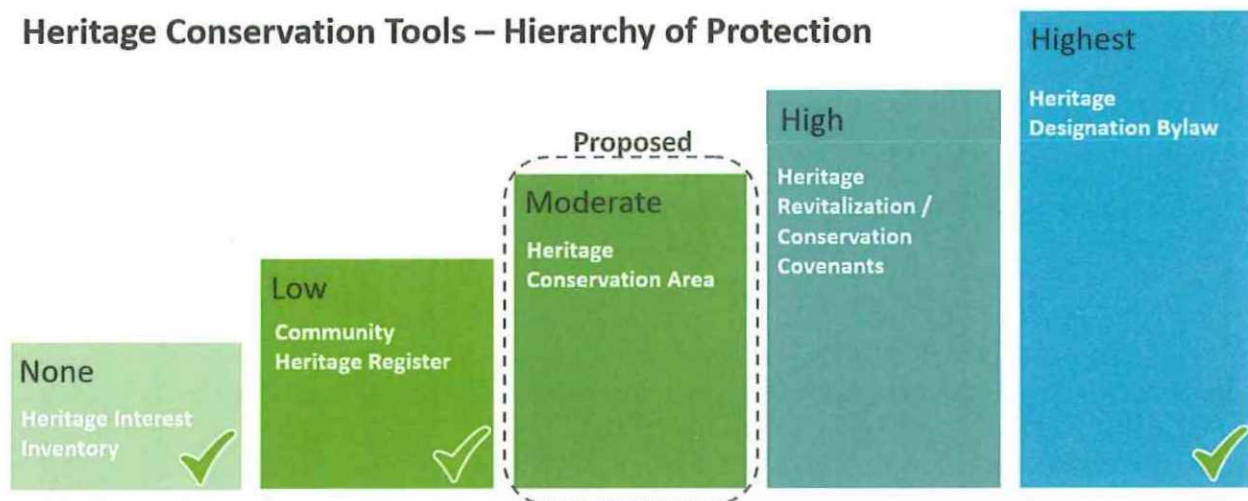 Heritage Conservation Tools – Hierarchy of Protection
None
Heritage Interest
Inventory
Low
Community
Heritage Register
Proposed
Moderate
Heritage
Conservation Area
High
Heritage
Revitalization /
Conservation
Covenants
Highest
Heritage
Designation Bylaw